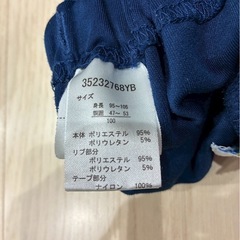 35232768YB
サイズ
身長 95～105
胴囲 47～53
100
本体 ポリエステル 95%
ポリウレタン 5%
リブ部分
ポリエステル 95%
ポリウレタン 5%
テープ部分
ナイロン 100%